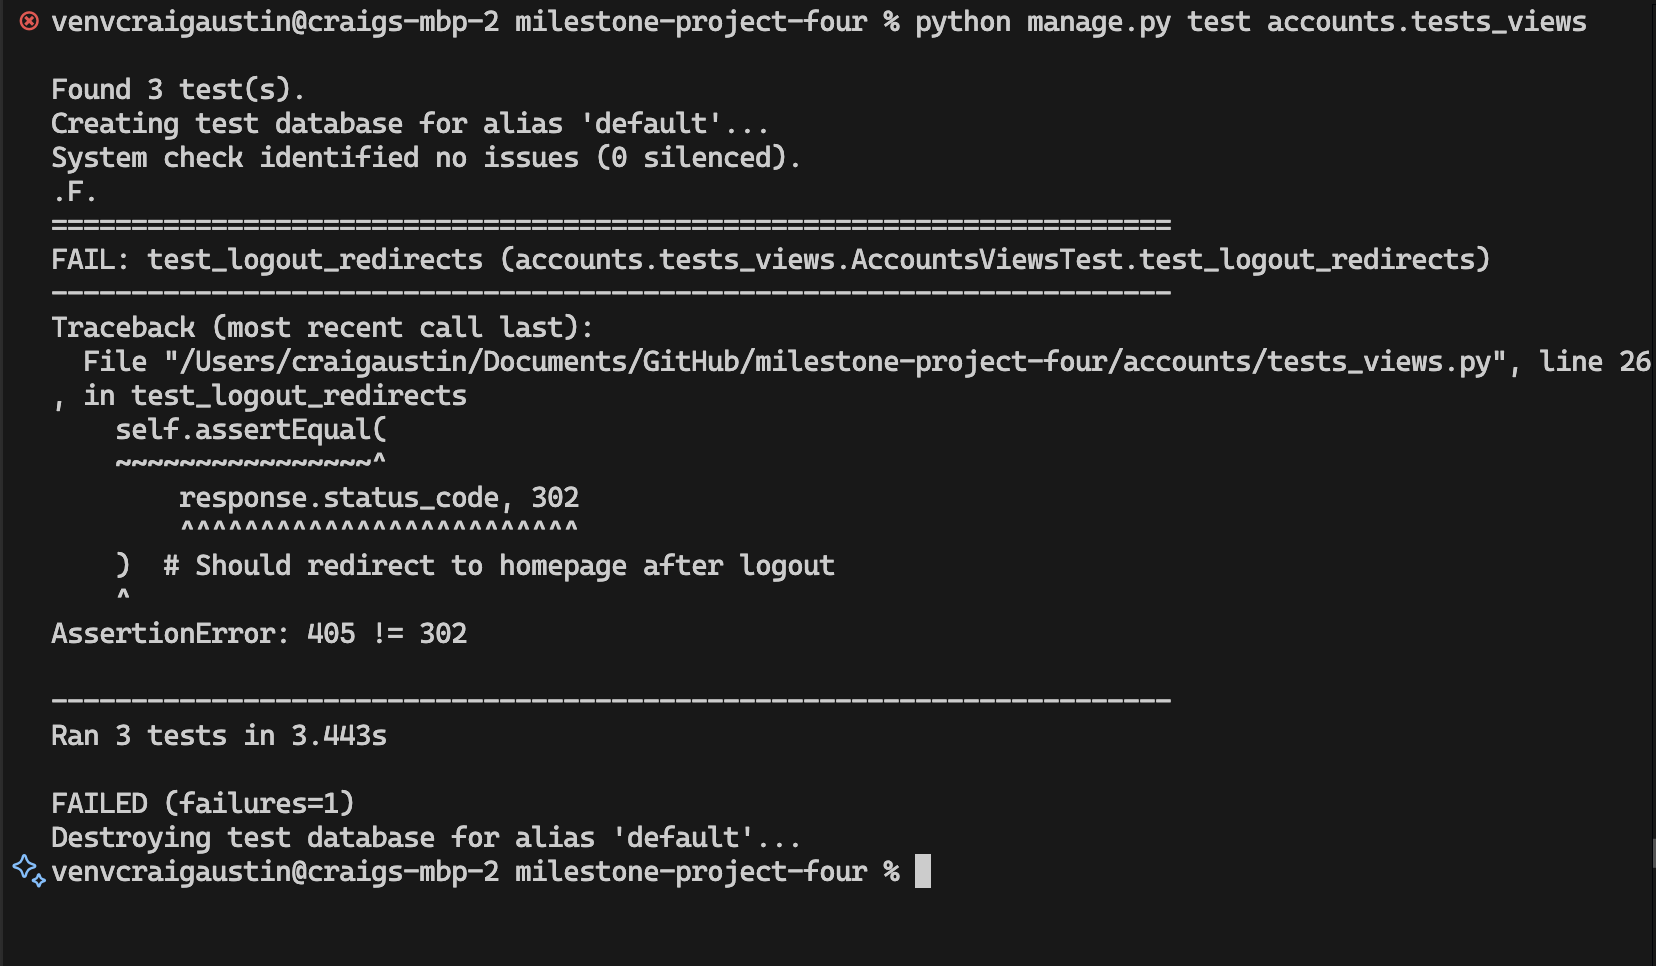 venvcraigaustin@craigs-mbp-2 milestone-project-four % python manage.py test accounts.tests_views
Found 3 test(s).
Creating test database for alias 'default'...
System check identified no issues (0 silenced).
.F.
======================================================================
FAIL: test_logout_redirects (accounts.tests_views.AccountsViewsTest.test_logout_redirects)
----------------------------------------------------------------------
Traceback (most recent call last):
  File "/Users/craigaustin/Documents/GitHub/milestone-project-four/accounts/tests_views.py", line 26
, in test_logout_redirects
    self.assertEqual(
    ~~~~~~~~~~~~~~~~^
        response.status_code, 302
        ^^^^^^^^^^^^^^^^^^^^^^^^^
    )  # Should redirect to homepage after logout
    ^
AssertionError: 405 != 302
----------------------------------------------------------------------
Ran 3 tests in 3.443s
FAILED (failures=1)
Destroying test database for alias 'default'...
venvcraigaustin@craigs-mbp-2 milestone-project-four %